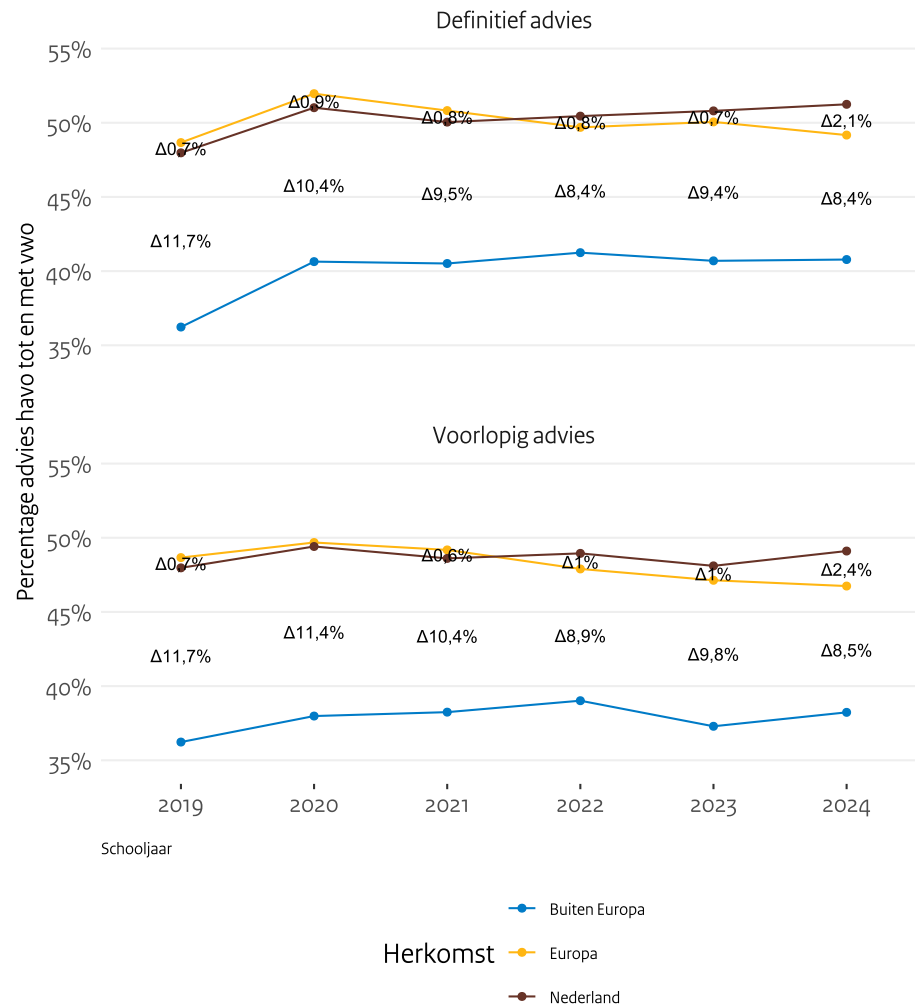 Definitief advies
55%
50%
45%
40%
35%
Δ0,7%
Δ0,9%
Δ0,8%
Δ0,8%
Δ0,7%
Δ2,1%
Δ11,7%
Δ10,4%
Δ9,5%
Δ8,4%
Δ9,4%
Δ8,4%
Percentage advies havo tot en met vwo
Voorlopig advies
55%
50%
45%
40%
35%
Δ0,7%
Δ0,6%
Δ1%
Δ1%
Δ2,4%
Δ11,7%
Δ11,4%
Δ10,4%
Δ8,9%
Δ9,8%
Δ8,5%
2019 2020 2021 2022 2023 2024
Schooljaar
Herkomst
Buiten Europa
Europa
Nederland